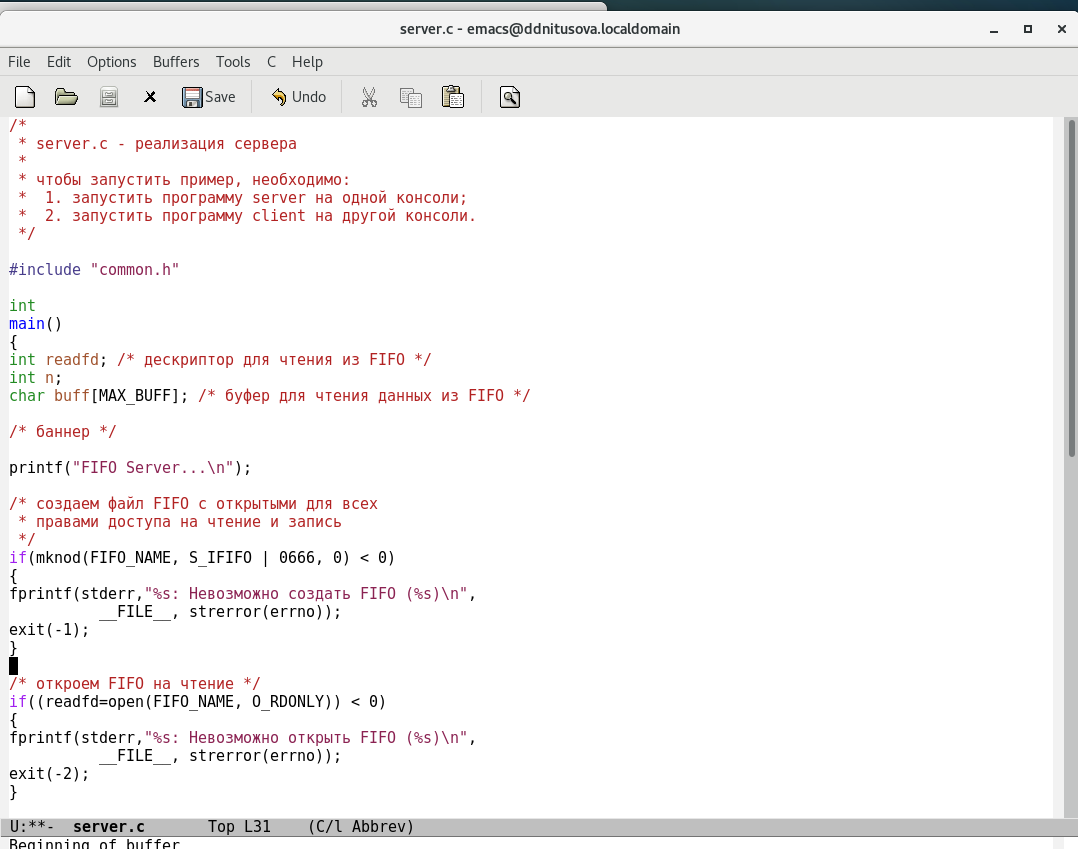 server.c - emacs@ddnitusova.localdomain
File Edit Options Buffers Tools C Help
Save Undo
/*
 * server.c - реализация сервера
 *
 * чтобы запустить пример, необходимо:
 *  1. запустить программу server на одной консоли;
 *  2. запустить программу client на другой консоли.
 */
#include "common.h"
int
main()
{
int readfd; /* дескриптор для чтения из FIFO */
int n;
char buff[MAX_BUFF]; /* буфер для чтения данных из FIFO */
/* баннер */
printf("FIFO Server...\n");
/* создаем файл FIFO с открытыми для всех
 * правами доступа на чтение и запись
 */
if(mknod(FIFO_NAME, S_IFIFO | 0666, 0) < 0)
{
fprintf(stderr,"%s: Невозможно создать FIFO (%s)\n",
          __FILE__, strerror(errno));
exit(-1);
}
/* откроем FIFO на чтение */
if((readfd=open(FIFO_NAME, O_RDONLY)) < 0)
{
fprintf(stderr,"%s: Невозможно открыть FIFO (%s)\n",
          __FILE__, strerror(errno));
exit(-2);
}
U:**-  server.c       Top L31    (C/l Abbrev)
Beginning of buffer